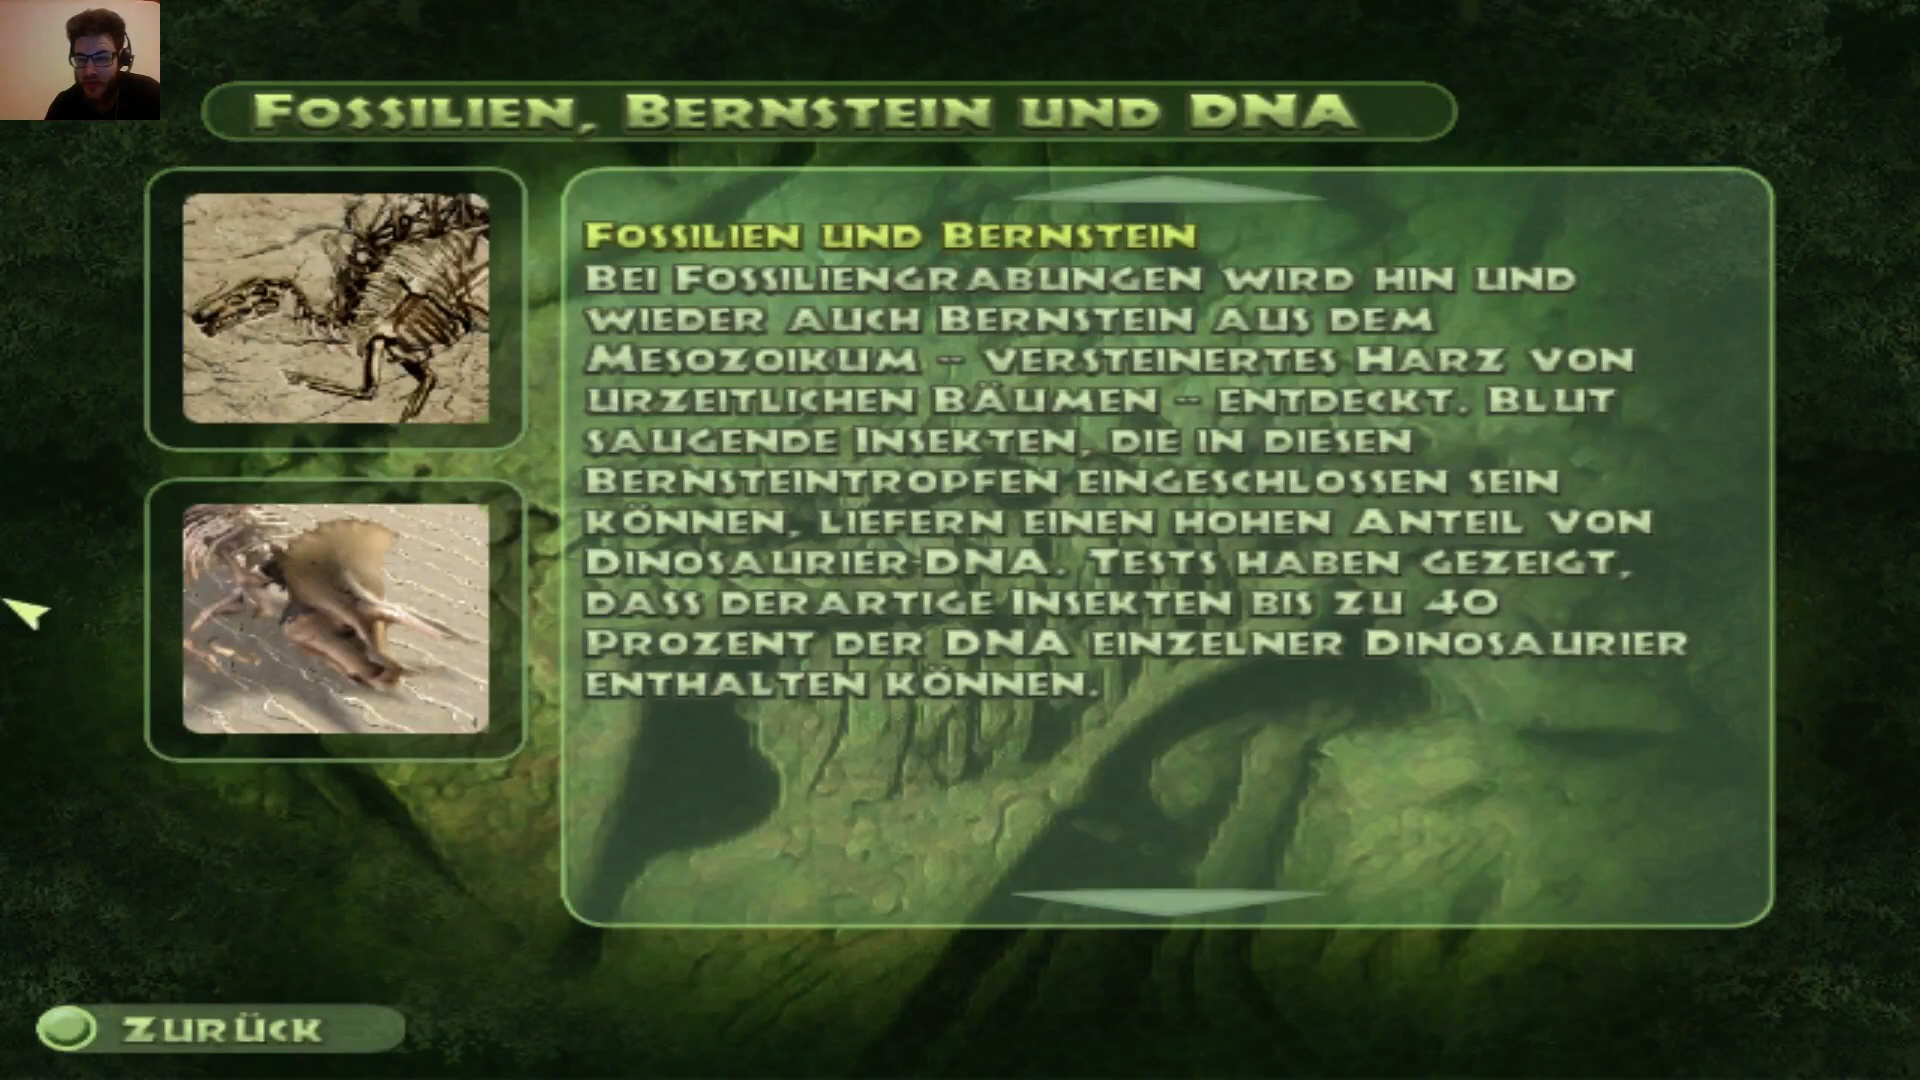 Fossilien, Bernstein und DNA
Fossilien und Bernstein
Bei Fossiliengrabungen wird hin und
wieder auch Bernstein aus dem
Mesozoikum - versteinertes Harz von
urzeitlichen Bäumen - entdeckt. Blut
saugende Insekten, die in diesen
Bernsteintropfen eingeschlossen sein
können, liefern einen hohen Anteil von
Dinosaurier-DNA. Tests haben gezeigt,
dass derartige Insekten bis zu 40
Prozent der DNA einzelner Dinosaurier
enthalten können.
Zurück